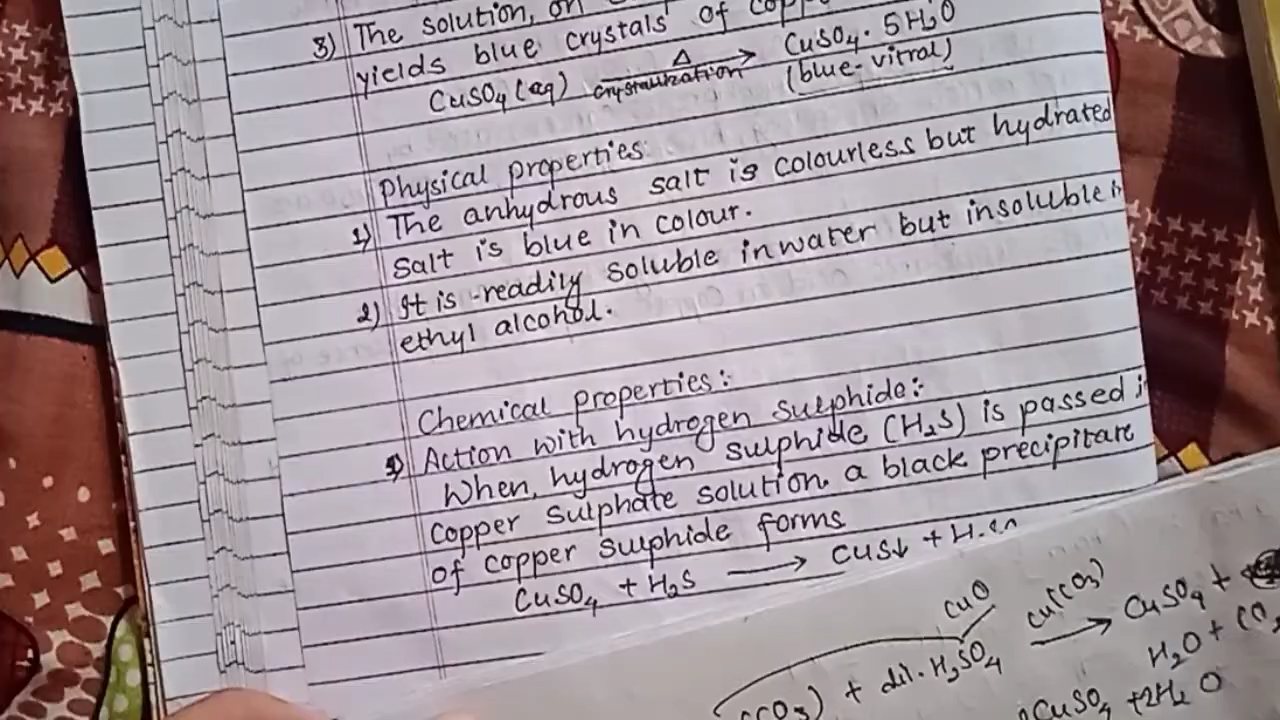 3) The solution, on
yields blue crystals of
CuSO4 (aq) Δ crystallization → CuSO4. 5H2O
(blue-vitral)
Physical properties:
1) The anhydrous salt is colourless but hydrated
salt is blue in colour.
2) It is readily soluble in water but insoluble in
ethyl alcohol.
Chemical properties:
1) Action with hydrogen sulphide:
When, hydrogen sulphide (H2S) is passed i
copper sulphate solution a black precipitate
of copper sulphide forms
CuSO4 + H2S → CuS↓ +
CuO
Cu(CO3)
+ dil. H2SO4 → CuSO4 +
H2O +
CuSO4 + 2H2O